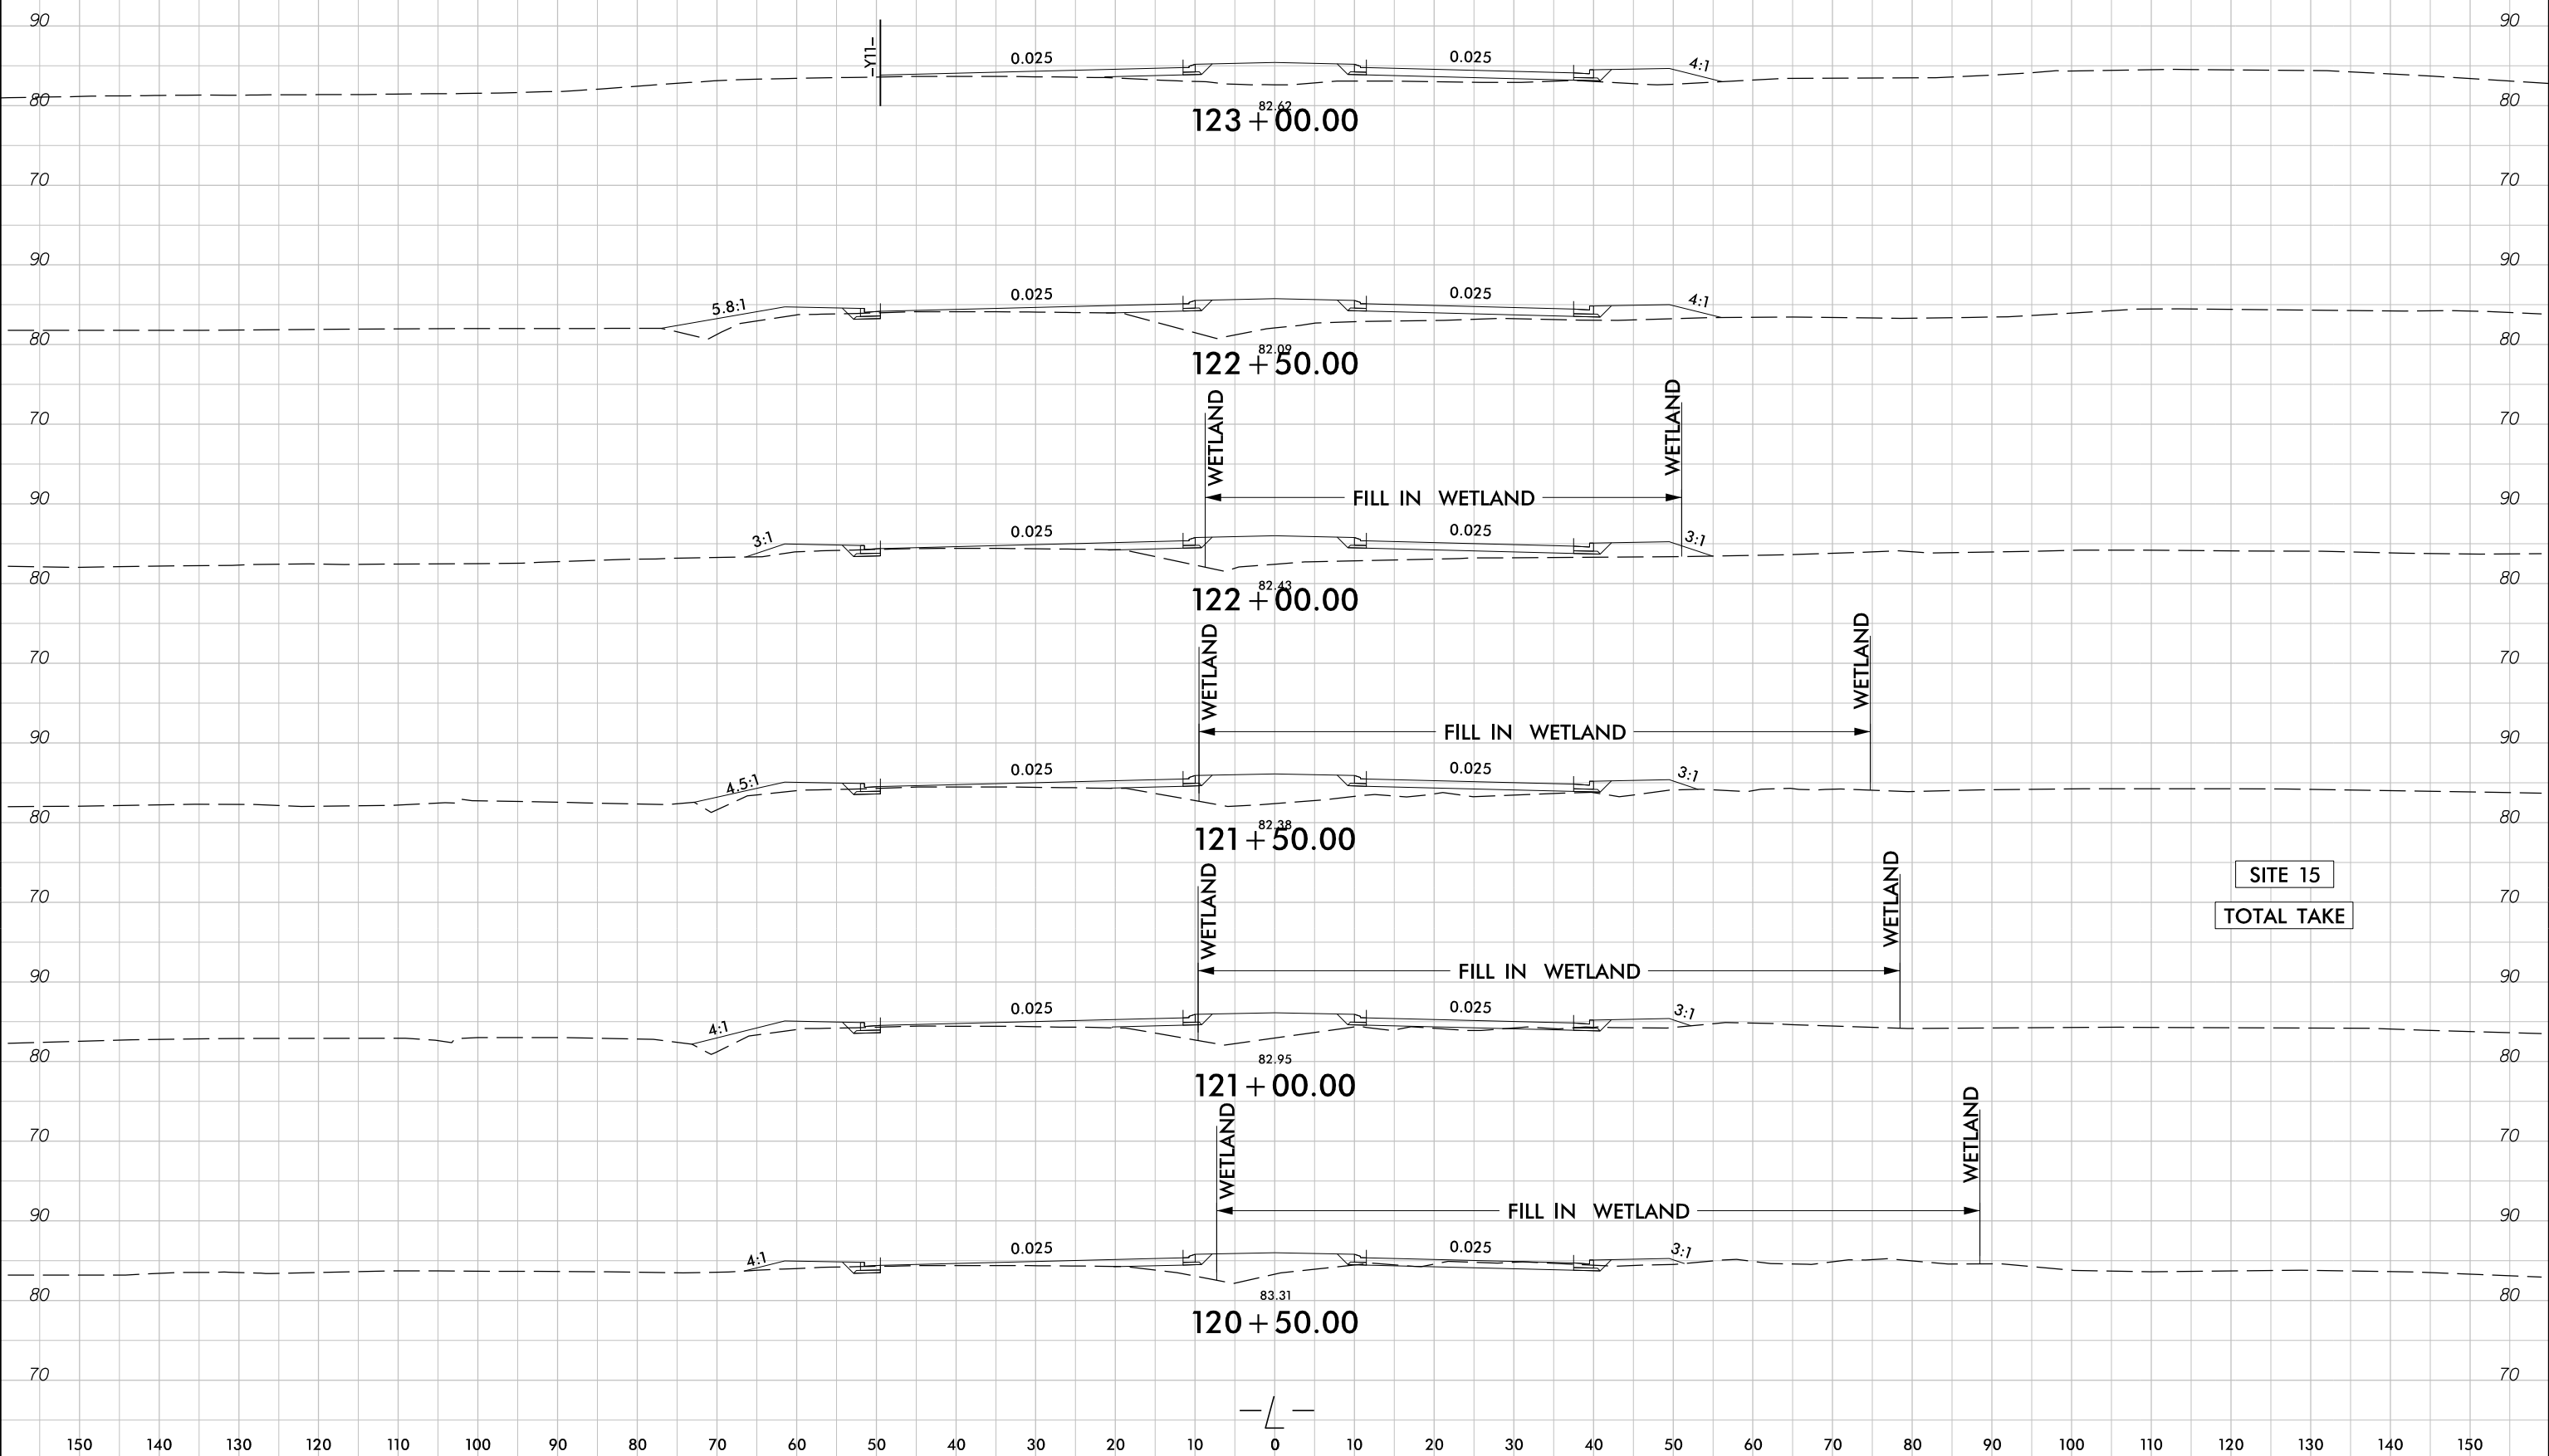 90 90
-Y11-
0.025 0.025 4:1
80 80
82.62
123+00.00
70 70
90 90
5.8:1 0.025 0.025 4:1
80 80
82.09
122+50.00
WETLAND WETLAND
70 70
90 FILL IN WETLAND 90
3:1 0.025 0.025 3:1
80 80
82.43
122+00.00
WETLAND WETLAND
70 70
90 FILL IN WETLAND 90
4.5:1 0.025 0.025 3:1
80 80
82.38
121+50.00
WETLAND WETLAND
SITE 15
70 70
TOTAL TAKE
90 FILL IN WETLAND 90
4:1 0.025 0.025 3:1
80 80
82.95
121+00.00
WETLAND WETLAND
70 70
90 FILL IN WETLAND 90
4:1 0.025 0.025 3:1
80 80
83.31
120+50.00
70 70
-L-
150 140 130 120 110 100 90 80 70 60 50 40 30 20 10 0 10 20 30 40 50 60 70 80 90 100 110 120 130 140 150